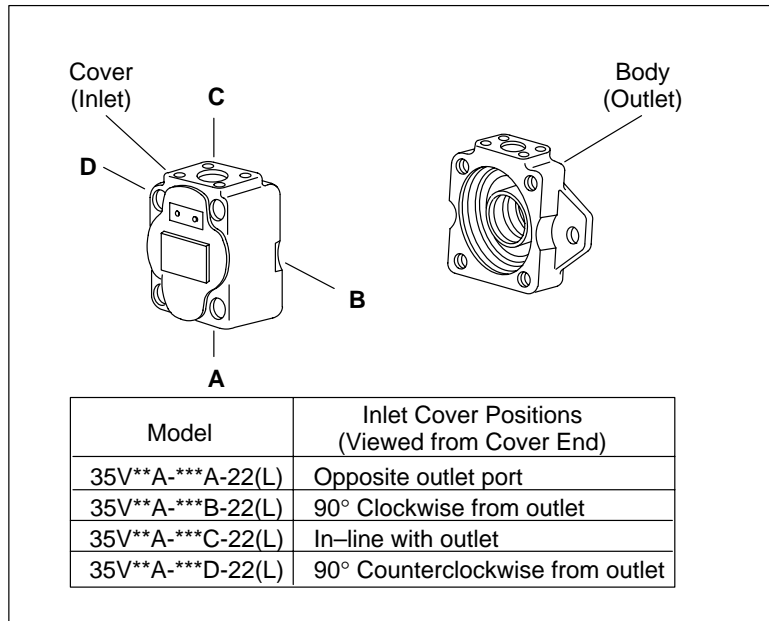 Cover
(Inlet)
C
Body
(Outlet)
D
B
A
Model
Inlet Cover Positions
(Viewed from Cover End)
35V**A-***A-22(L) Opposite outlet port
35V**A-***B-22(L) 90° Clockwise from outlet
35V**A-***C-22(L) In–line with outlet
35V**A-***D-22(L) 90° Counterclockwise from outlet